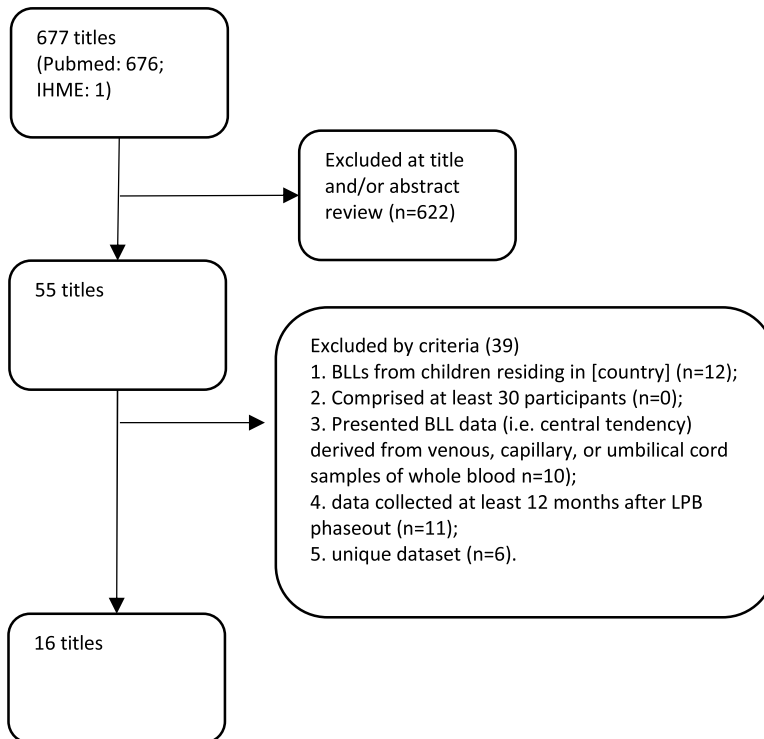 677 titles
(Pubmed: 676;
IHME: 1)
Excluded at title
and/or abstract
review (n=622)
55 titles
Excluded by criteria (39)
1. BLLs from children residing in [country] (n=12);
2. Comprised at least 30 participants (n=0);
3. Presented BLL data (i.e. central tendency)
derived from venous, capillary, or umbilical cord
samples of whole blood n=10);
4. data collected at least 12 months after LPB
phaseout (n=11);
5. unique dataset (n=6).
16 titles